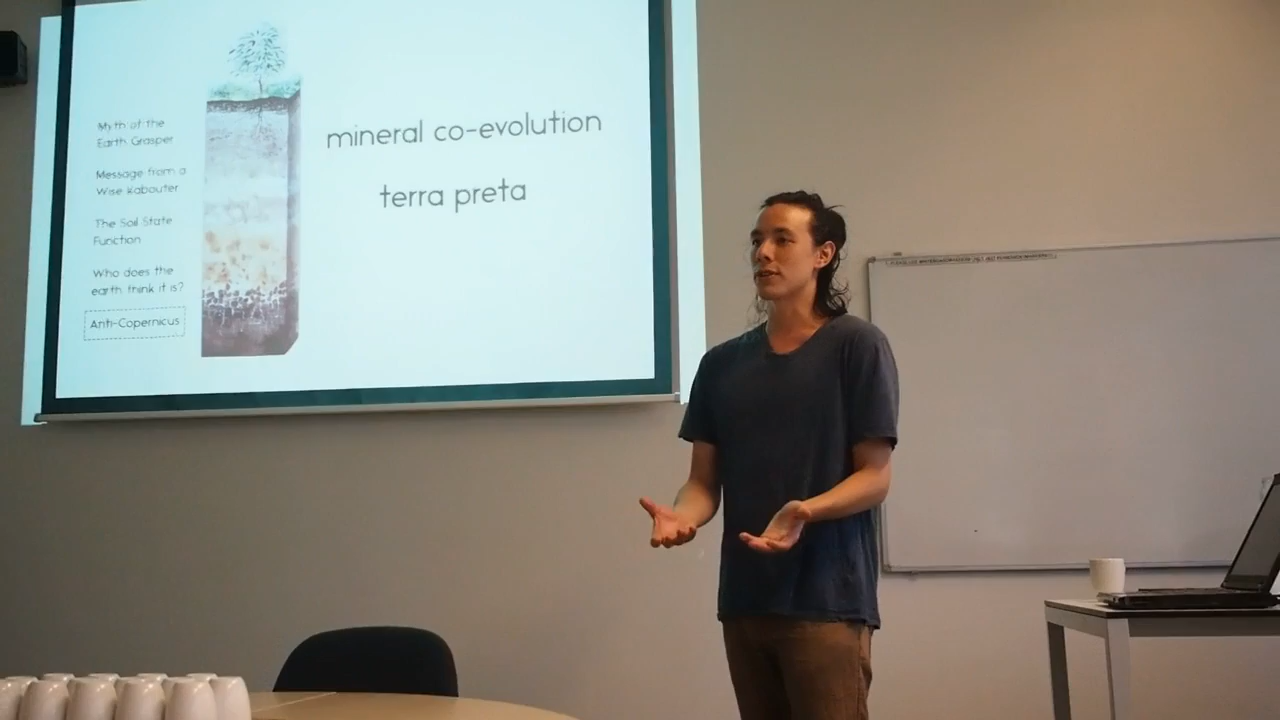 Myth of the
Earth Grasper
Message from a
Wise Kabouter
The Soil State
Function
Who does the
earth think it is?
Anti-Copernicus
mineral co-evolution
terra preta